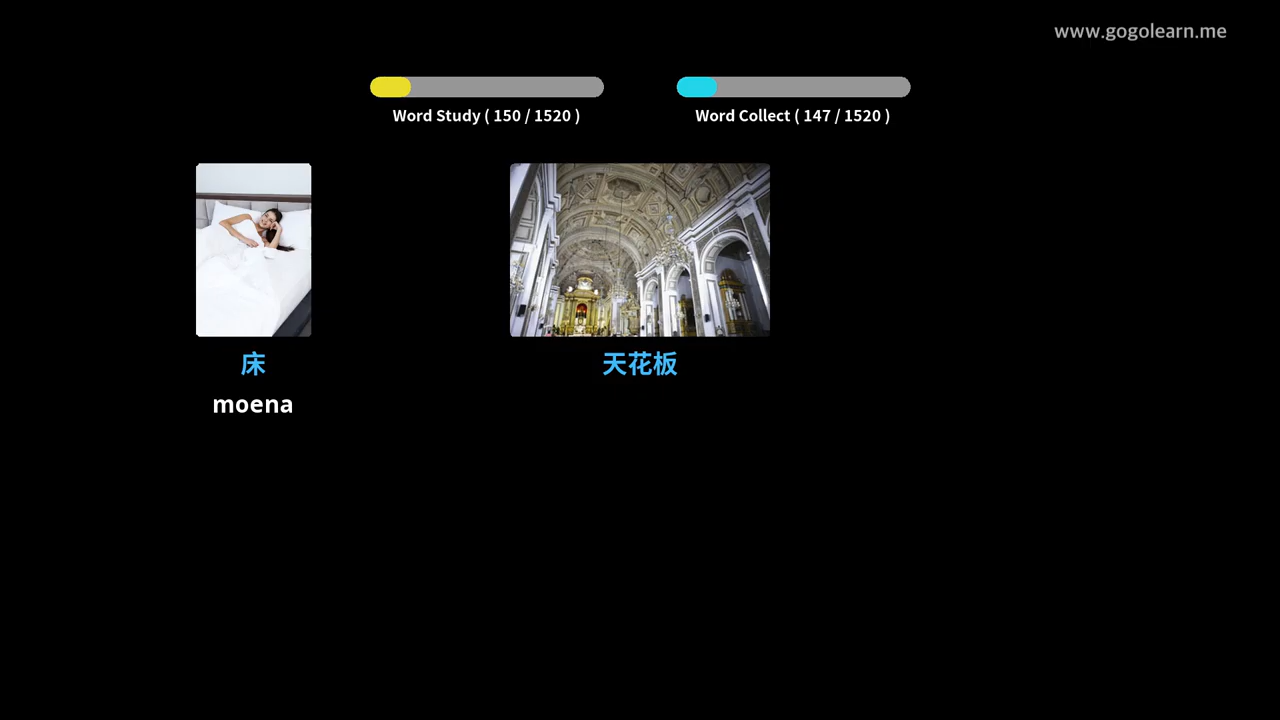 www.gogolearn.me
Word Study ( 150 / 1520 )
Word Collect ( 147 / 1520 )
床
天花板
moena